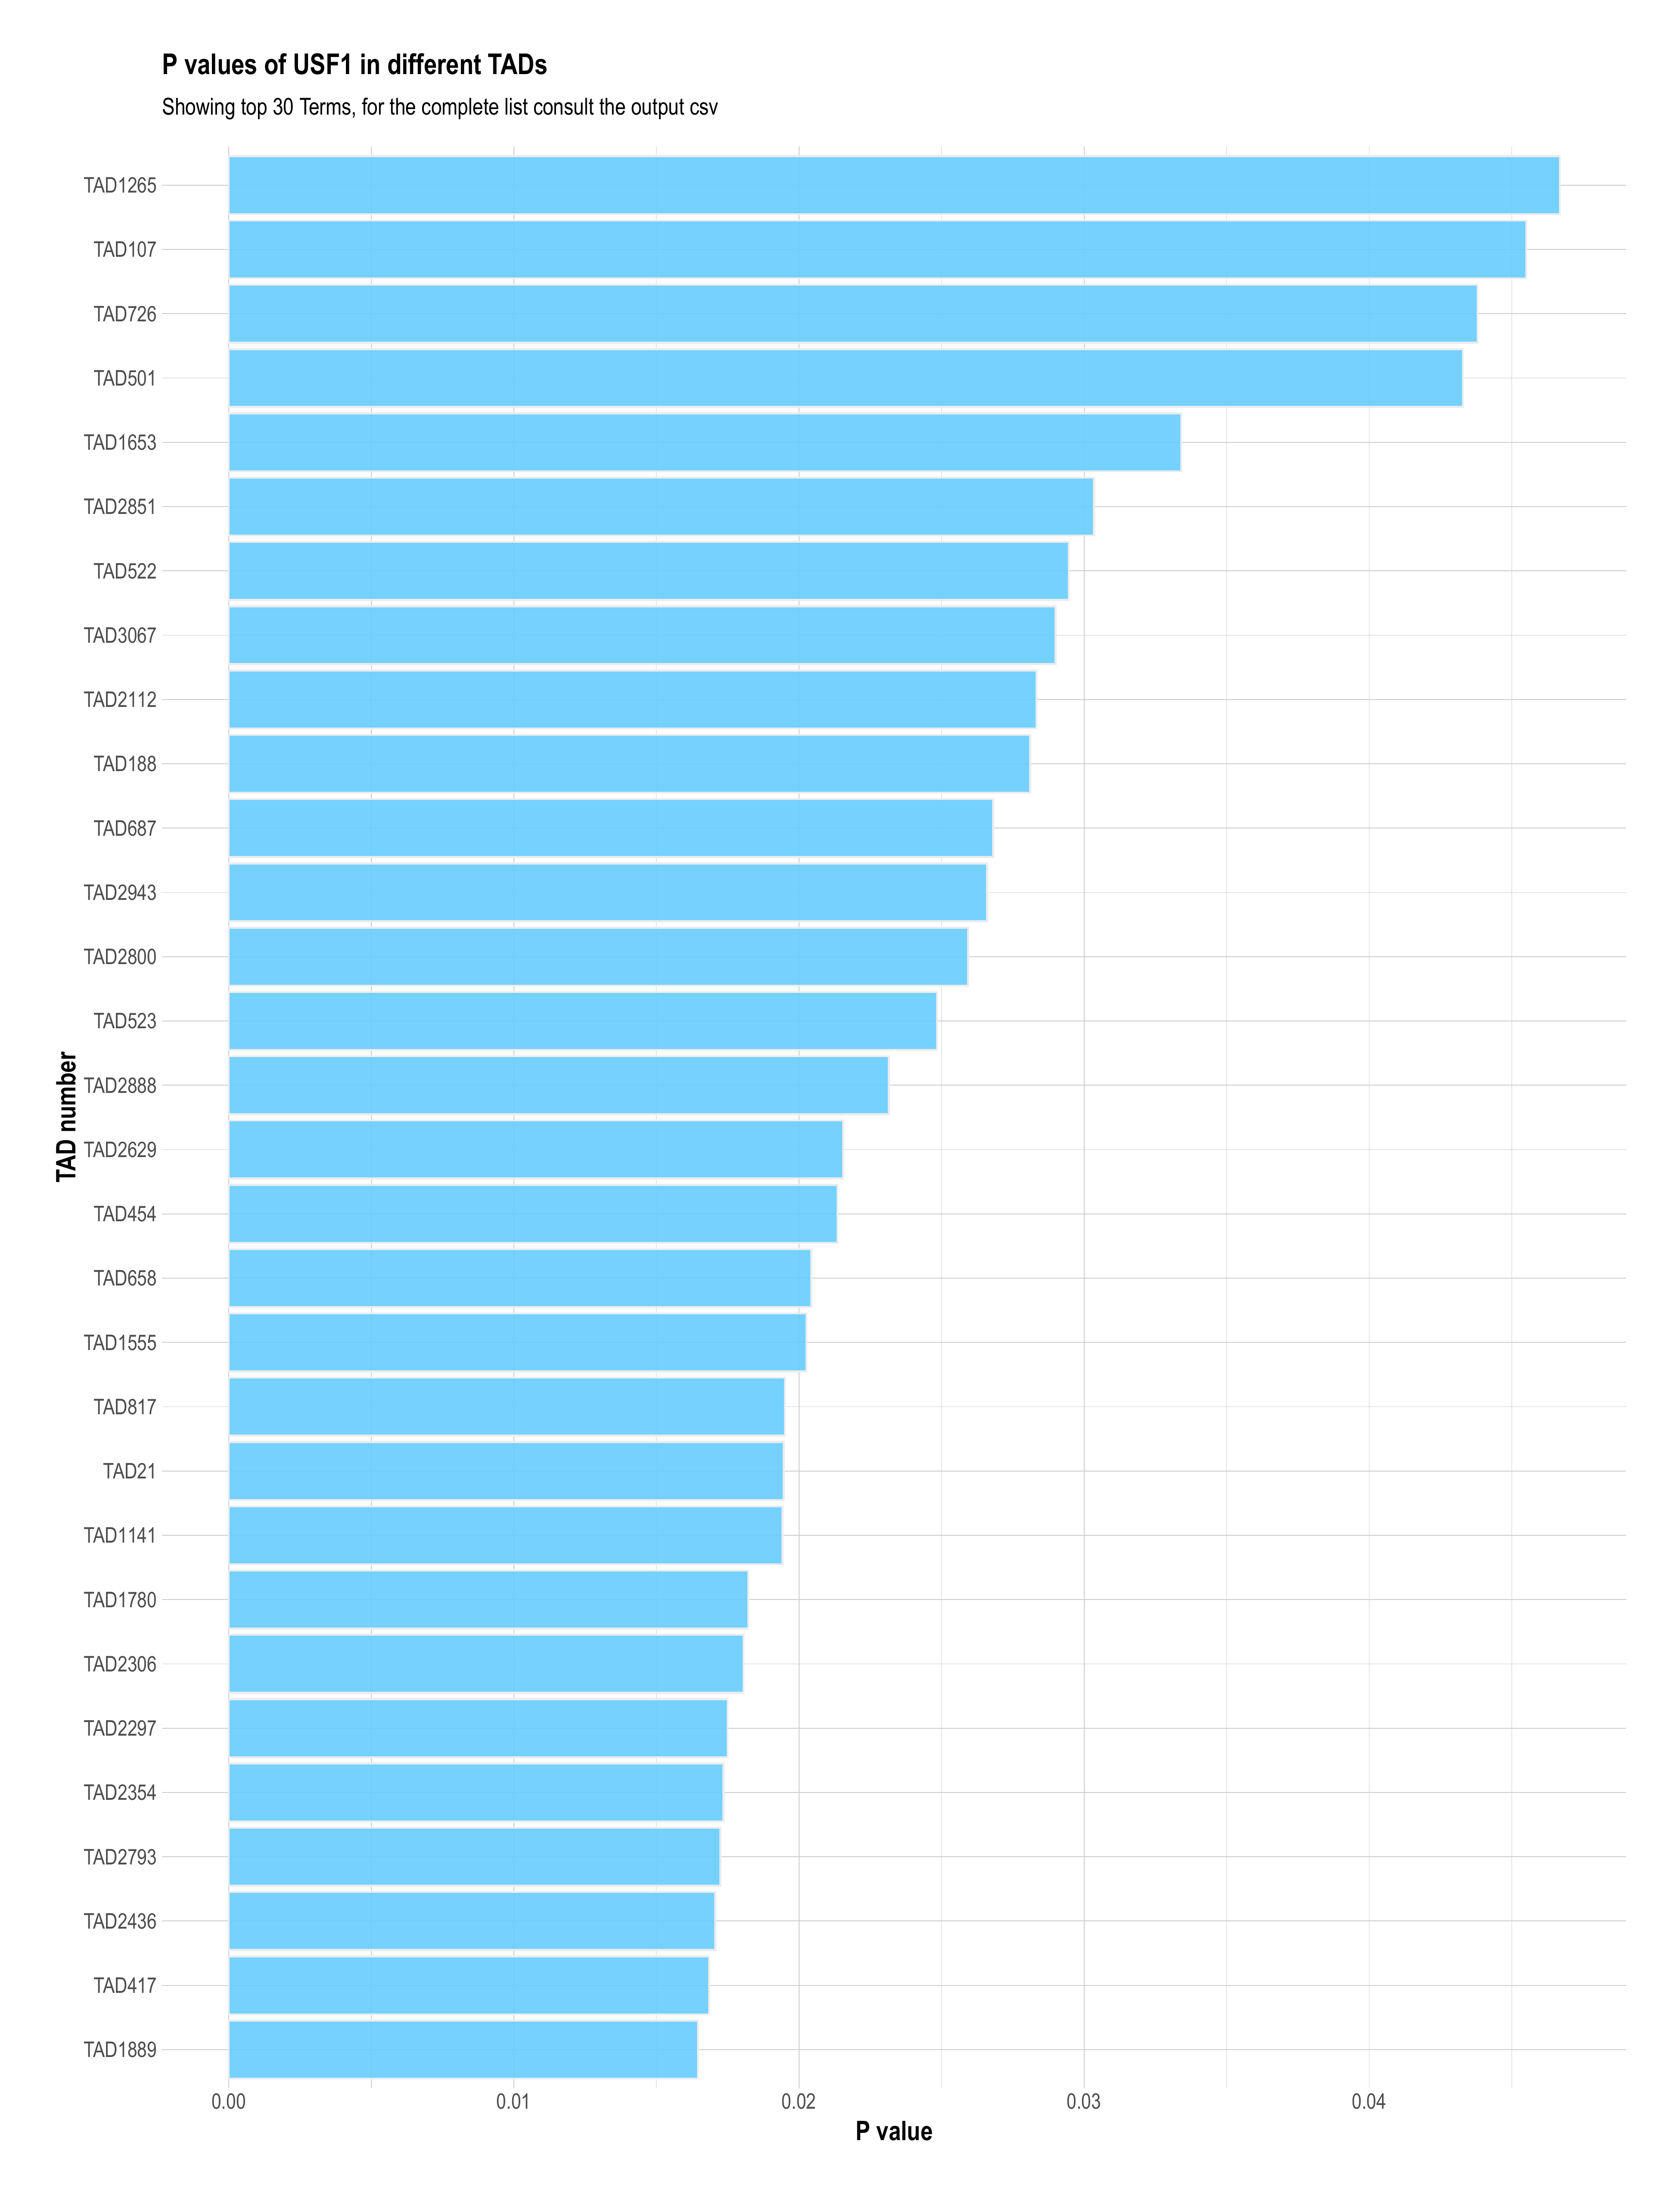 P values of USF1 in different TADs
Showing top 30 Terms, for the complete list consult the output csv
TAD number
TAD1265
TAD107
TAD726
TAD501
TAD1653
TAD2851
TAD522
TAD3067
TAD2112
TAD188
TAD687
TAD2943
TAD2800
TAD523
TAD2888
TAD2629
TAD454
TAD658
TAD1555
TAD817
TAD21
TAD1141
TAD1780
TAD2306
TAD2297
TAD2354
TAD2793
TAD2436
TAD417
TAD1889
0.00 0.01 0.02 0.03 0.04
P value